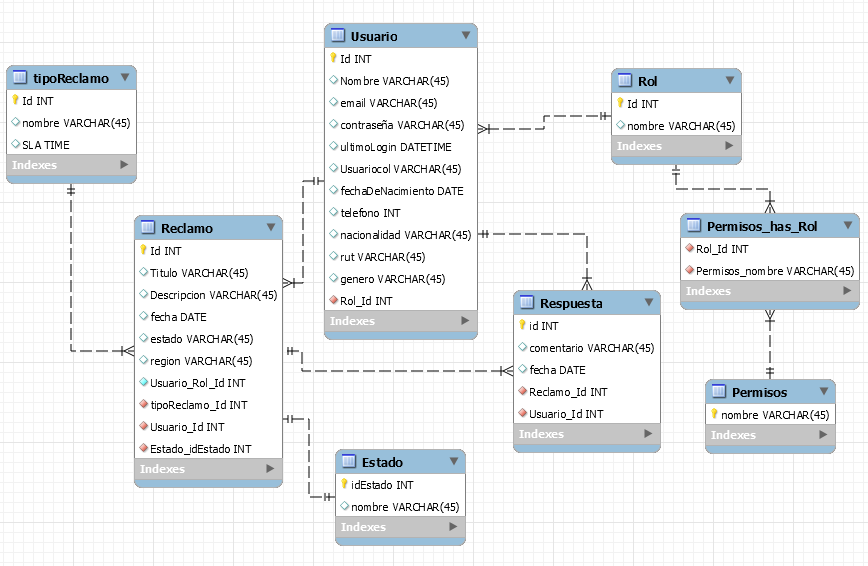 tipoReclamo
Id INT
nombre VARCHAR(45)
SLA TIME
Indexes
Reclamo
Id INT
Titulo VARCHAR(45)
Descripcion VARCHAR(45)
fecha DATE
estado VARCHAR(45)
region VARCHAR(45)
Usuario_Rol_Id INT
tipoReclamo_Id INT
Usuario_Id INT
Estado_idEstado INT
Indexes
Usuario
Id INT
Nombre VARCHAR(45)
email VARCHAR(45)
contraseña VARCHAR(45)
ultimoLogin DATETIME
Usuariocol VARCHAR(45)
fechaDeNacimiento DATE
telefono INT
nacionalidad VARCHAR(45)
rut VARCHAR(45)
genero VARCHAR(45)
Rol_Id INT
Indexes
Estado
idEstado INT
nombre VARCHAR(45)
Indexes
Respuesta
id INT
comentario VARCHAR(45)
fecha DATE
Reclamo_Id INT
Usuario_Id INT
Indexes
Rol
Id INT
nombre VARCHAR(45)
Indexes
Permisos_has_Rol
Rol_Id INT
Permisos_nombre VARCHAR(45)
Indexes
Permisos
nombre VARCHAR(45)
Indexes